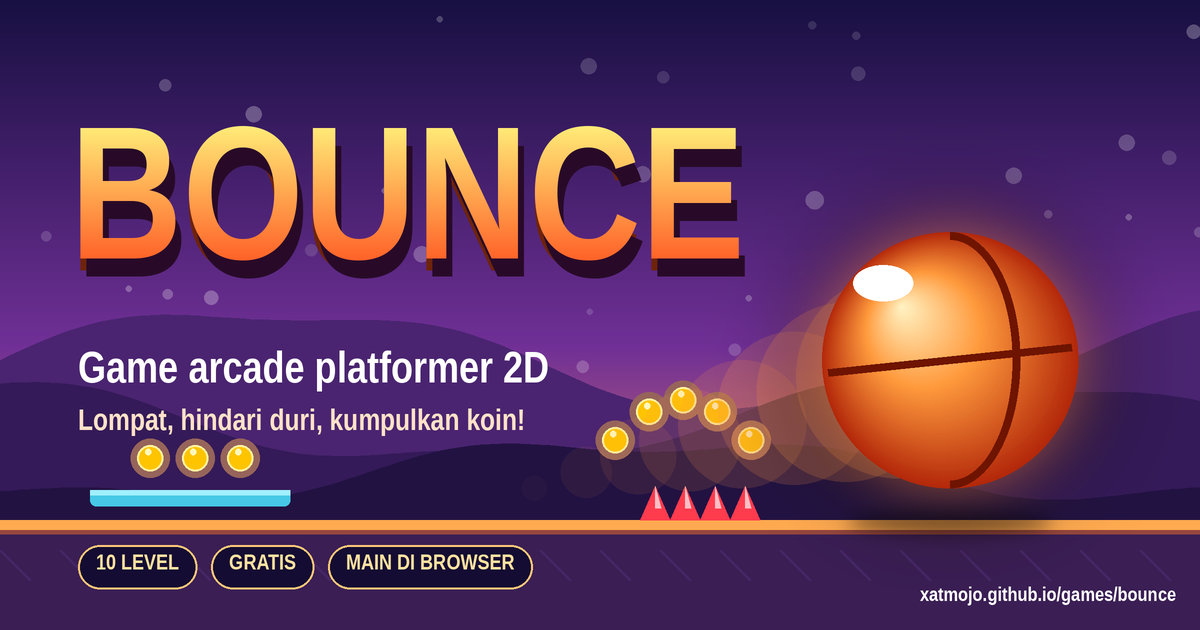 BOUNCE
Game arcade platformer 2D
Lompat, hindari duri, kumpulkan koin!
10 LEVEL
GRATIS
MAIN DI BROWSER
xatmojo.github.io/games/bounce